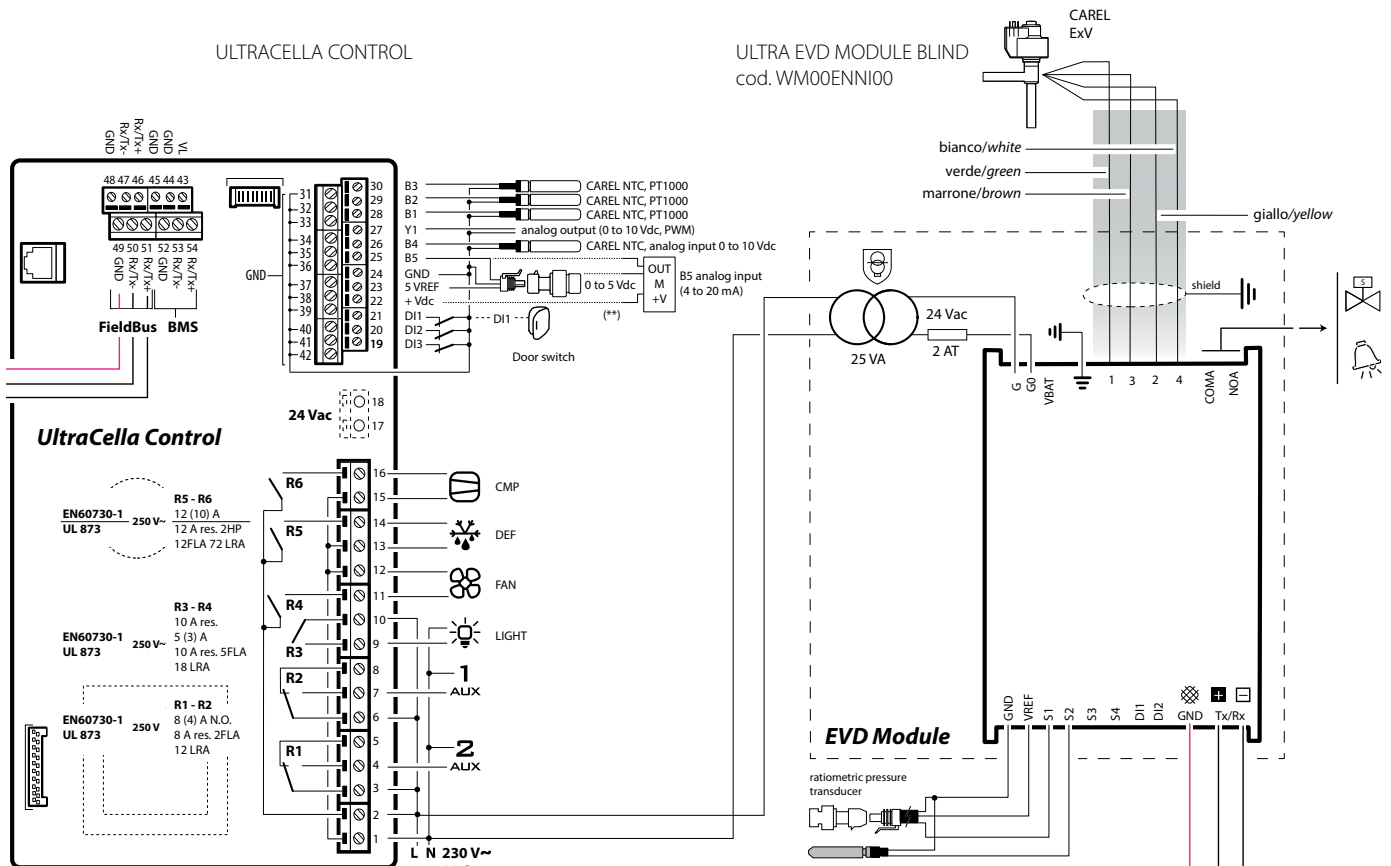 ULTRACELLA CONTROL
ULTRA EVD MODULE BLIND
cod. WM00ENNI00
CAREL
ExV
bianco/white
verde/green
marrone/brown
giallo/yellow
GND
Rx/Tx-
Rx/Tx+
GND
GND
VL
48 47 46 45 44 43
49 50 51 52 53 54
GND
Rx/Tx-
Rx/Tx+
GND
Rx/Tx-
Rx/Tx+
FieldBus BMS
GND
31
32
33
34
35
36
37
38
39
40
41
42
30 B3 CAREL NTC, PT1000
29 B2 CAREL NTC, PT1000
28 B1 CAREL NTC, PT1000
27 Y1 analog output (0 to 10 Vdc, PWM)
26 B4 CAREL NTC, analog input 0 to 10 Vdc
25 B5
24 GND
23 5 VREF
22 + Vdc
21 DI1
20 DI2
19 DI3
0 to 5 Vdc
(**)
OUT
M
+V
B5 analog input
(4 to 20 mA)
DI1
Door switch
24 Vac
18
17
UltraCella Control
EN60730-1
UL 873
250 V~
R5 - R6
12 (10) A
12 A res. 2HP
12FLA 72 LRA
EN60730-1
UL 873
250 V~
R3 - R4
10 A res.
5 (3) A
10 A res. 5FLA
18 LRA
EN60730-1
UL 873
250 V
R1 - R2
8 (4) A N.O.
8 A res. 2FLA
12 LRA
R6
R5
R4
R3
R2
R1
16
15
14
13
12
11
10
9
8
7
6
5
4
3
2
1
CMP
DEF
FAN
LIGHT
1
AUX
2
AUX
L N 230 V~
25 VA
24 Vac
2 AT
shield
S
G
G0
VBAT
1
3
2
4
COMA
NOA
EVD Module
GND
VREF
S1
S2
S3
S4
DI1
DI2
GND
Tx/Rx
ratiometric pressure
transducer